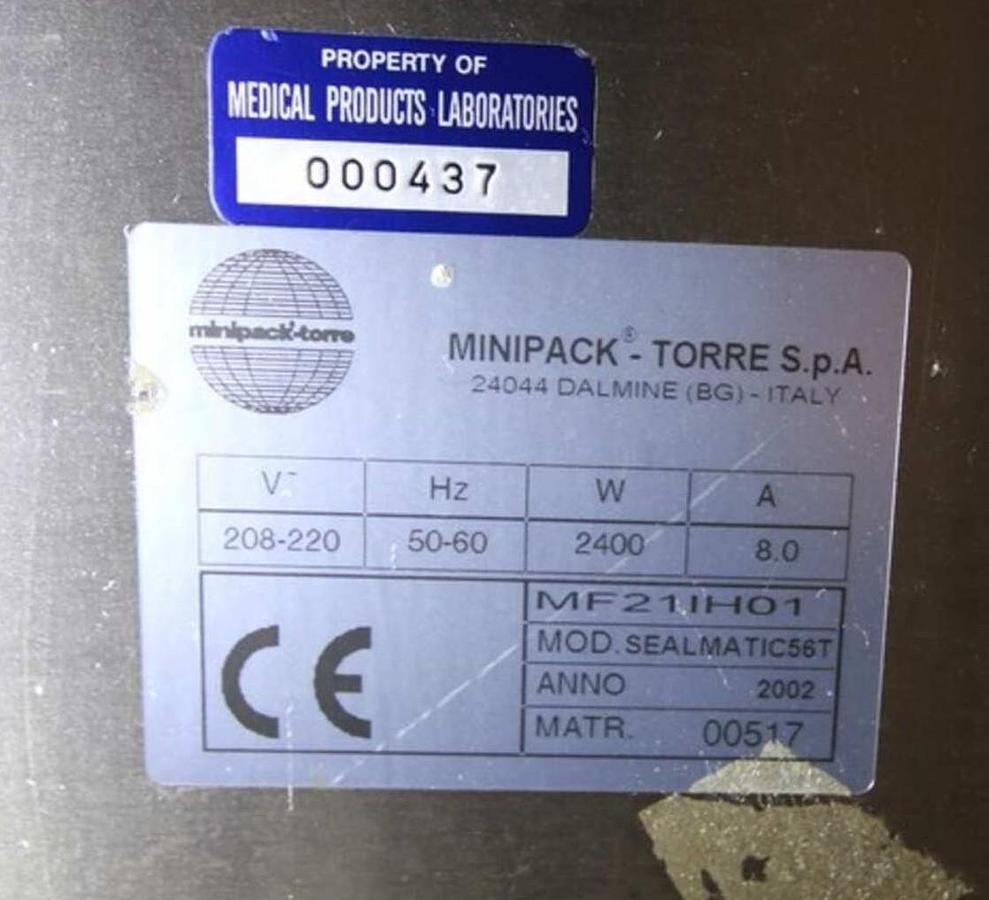 PROPERTY OF
MEDICAL PRODUCTS LABORATORIES
000437
minipack-torre
MINIPACK® - TORRE S.p.A.
24044 DALMINE (BG) - ITALY
V~ Hz W A
208-220 50-60 2400 8.0
CE
MF21IH01
MOD. SEALMATIC56T
ANNO 2002
MATR. 00517